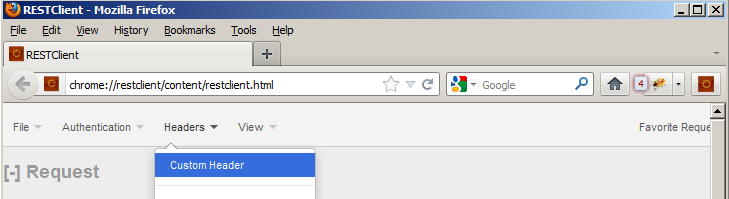 RESTClient - Mozilla Firefox
File Edit View History Bookmarks Tools Help
RESTClient
chrome://restclient/content/restclient.html Google 4
File Authentication Headers View Favorite Reque
Custom Header
[-] Request